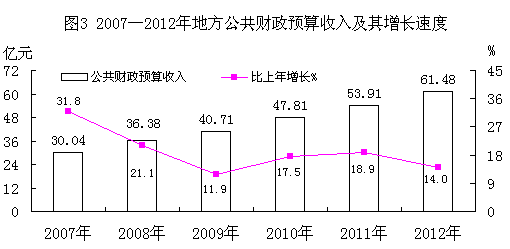 图3 2007—2012年地方公共财政预算收入及其增长速度
亿元 %
公共财政预算收入 比上年增长%
72 60 48 36 24 12 0
45 36 27 18 9 0
30.04 36.38 40.71 47.81 53.91 61.48
31.8 21.1 11.9 17.5 18.9 14.0
2007年 2008年 2009年 2010年 2011年 2012年